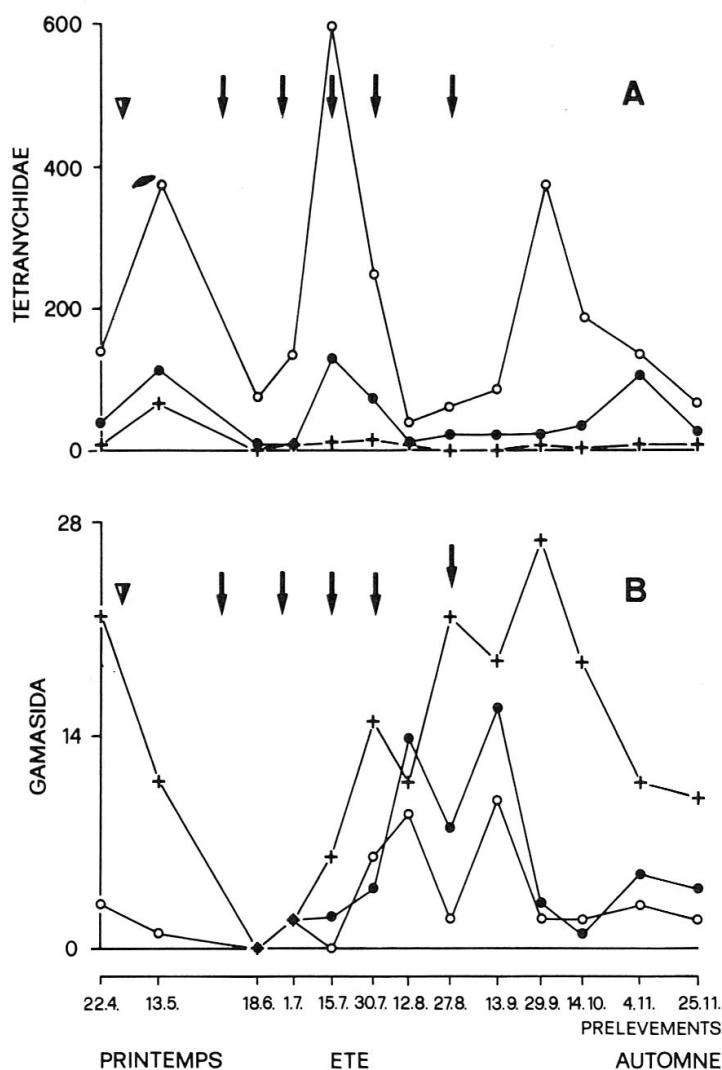 600
A
400
TETRANYCHIDAE
200
0
28
B
14
GAMASIDA
0
22.4. 13.5. 18.6. 1.7. 15.7. 30.7. 12.8. 27.8. 13.9. 29.9. 14.10. 4.11. 25.11.
PRELEVEMENTS
PRINTEMPS ETE AUTOMNE